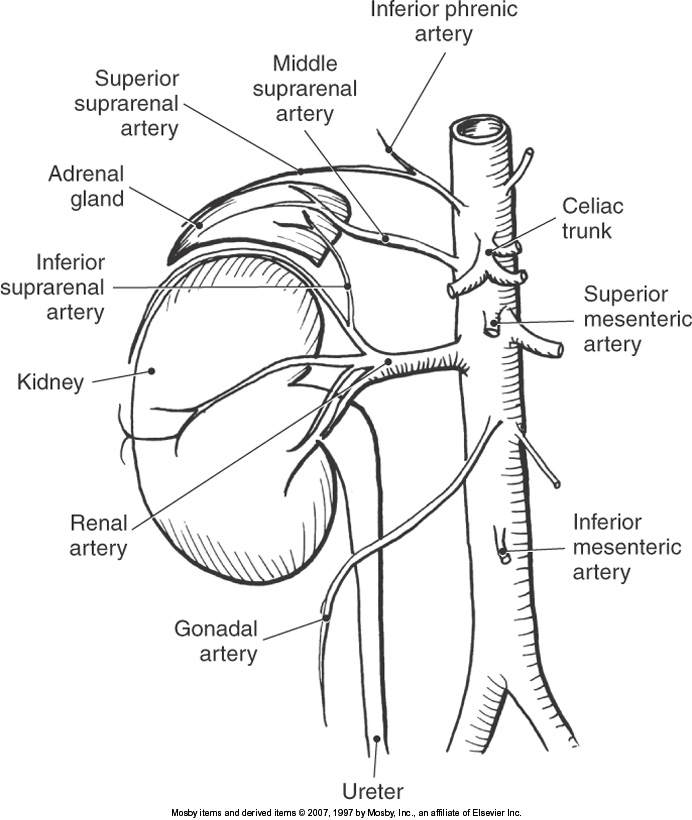 Inferior phrenic
artery
Middle
suprarenal
artery
Superior
suprarenal
artery
Adrenal
gland
Celiac
trunk
Inferior
suprarenal
artery
Superior
mesenteric
artery
Kidney
Renal
artery
Inferior
mesenteric
artery
Gonadal
artery
Ureter
Mosby items and derived items © 2007, 1997 by Mosby, Inc., an affiliate of Elsevier Inc.